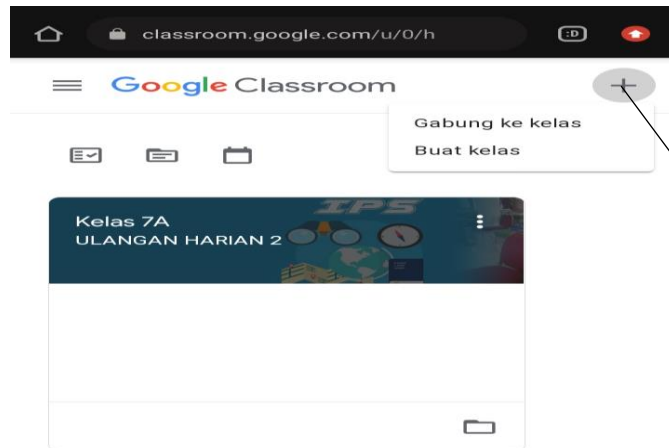 classroom.google.com/u/0/h
:D
Google Classroom
Gabung ke kelas
Buat kelas
IPS
Kelas 7A
ULANGAN HARIAN 2